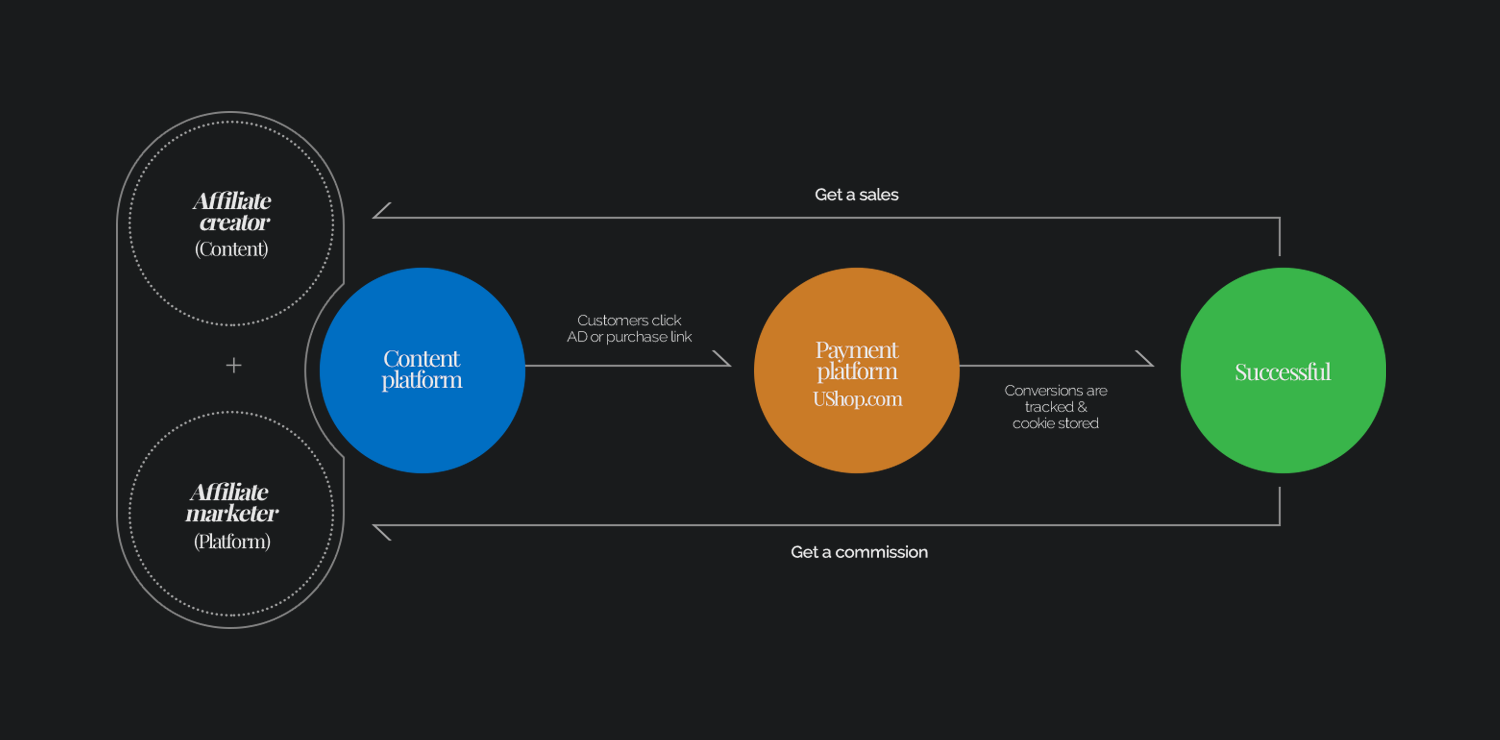 Affiliate
creator
(Content)
+
Affiliate
marketer
(Platform)
Content
platform
Get a sales
Customers click
AD or purchase link
Payment
platform
UShop.com
Conversions are
tracked &
cookie stored
Successful
Get a commission